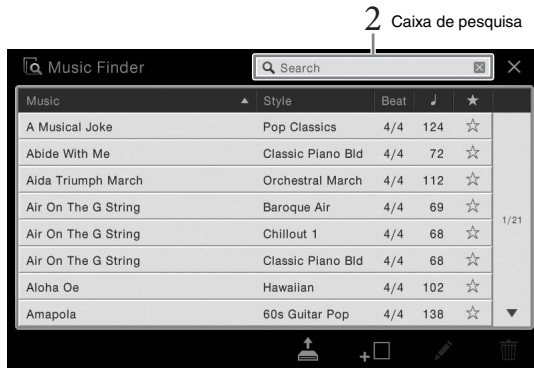 2 Caixa de pesquisa
Music Finder Search
Music Style Beat ♩ ★
A Musical Joke Pop Classics 4/4 124 ☆
Abide With Me Classic Piano Bld 4/4 72 ☆
Aida Triumph March Orchestral March 4/4 112 ☆
Air On The G String Baroque Air 4/4 69 ☆
Air On The G String Chillout 1 4/4 68 ☆
Air On The G String Classic Piano Bld 4/4 68 ☆
Aloha Oe Hawaiian 4/4 102 ☆
Amapola 60s Guitar Pop 4/4 138 ☆
1/21